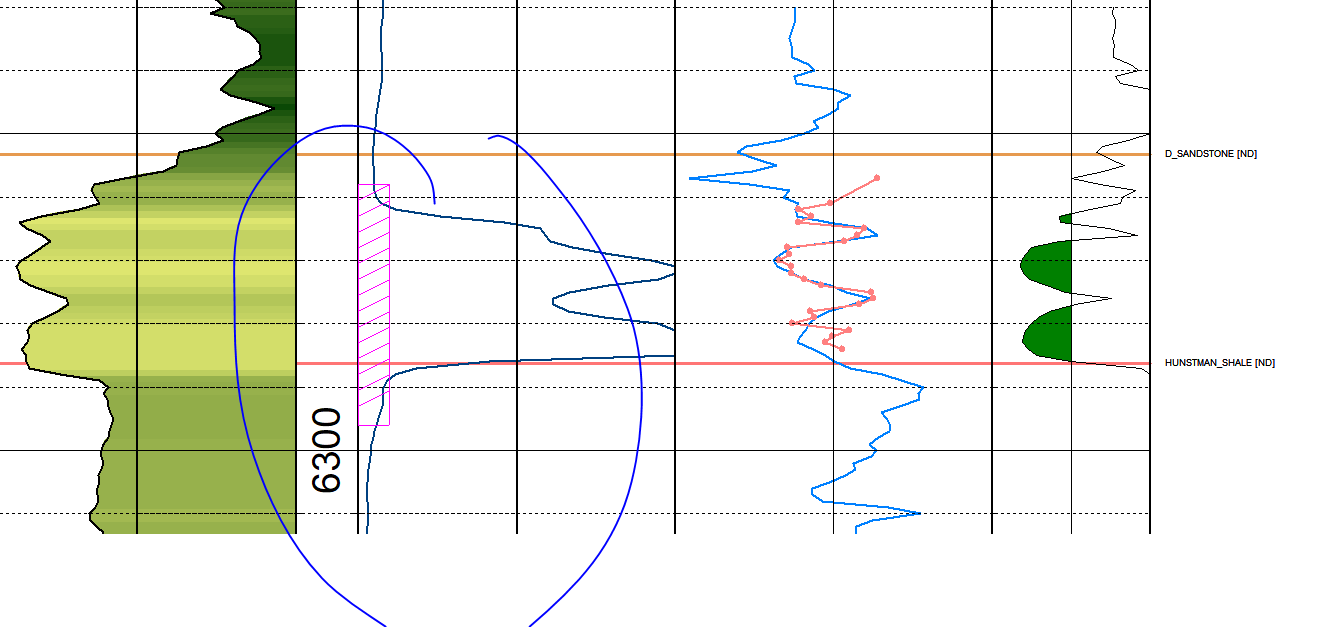 D_SANDSTONE [ND]
HUNSTMAN_SHALE [ND]
6300